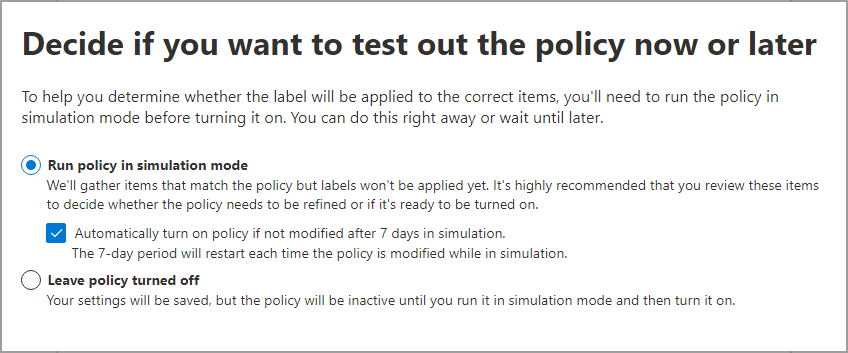 Decide if you want to test out the policy now or later
To help you determine whether the label will be applied to the correct items, you'll need to run the policy in
simulation mode before turning it on. You can do this right away or wait until later.
Run policy in simulation mode
We'll gather items that match the policy but labels won't be applied yet. It's highly recommended that you review these items
to decide whether the policy needs to be refined or if it's ready to be turned on.
Automatically turn on policy if not modified after 7 days in simulation.
The 7-day period will restart each time the policy is modified while in simulation.
Leave policy turned off
Your settings will be saved, but the policy will be inactive until you run it in simulation mode and then turn it on.